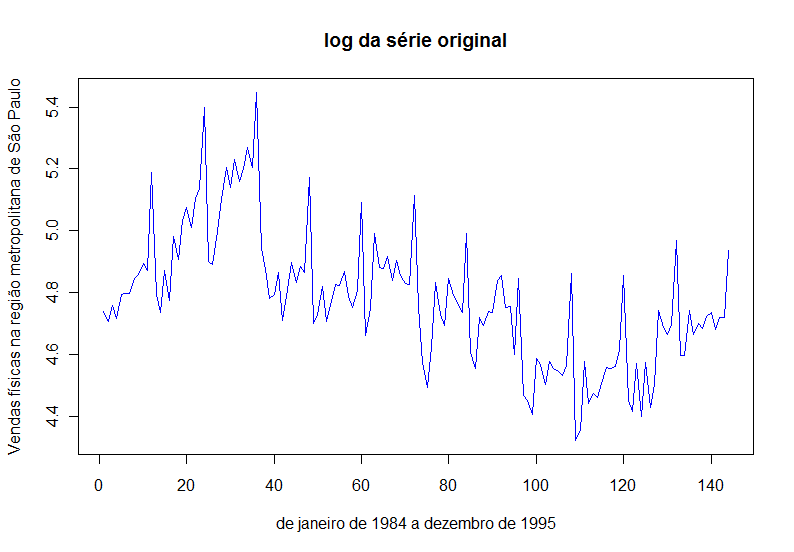 log da série original
Vendas físicas na região metropolitana de São Paulo
5.4
5.2
5.0
4.8
4.6
4.4
0 20 40 60 80 100 120 140
de janeiro de 1984 a dezembro de 1995